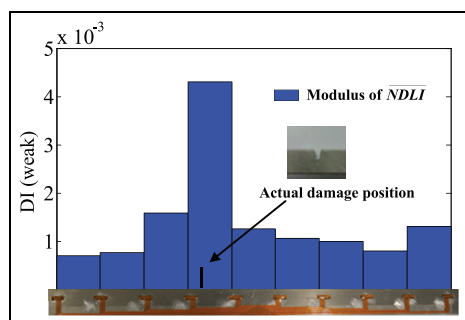 5 x 10⁻³
4
3
2
1
DI (weak)
Modulus of NDLI
Actual damage position